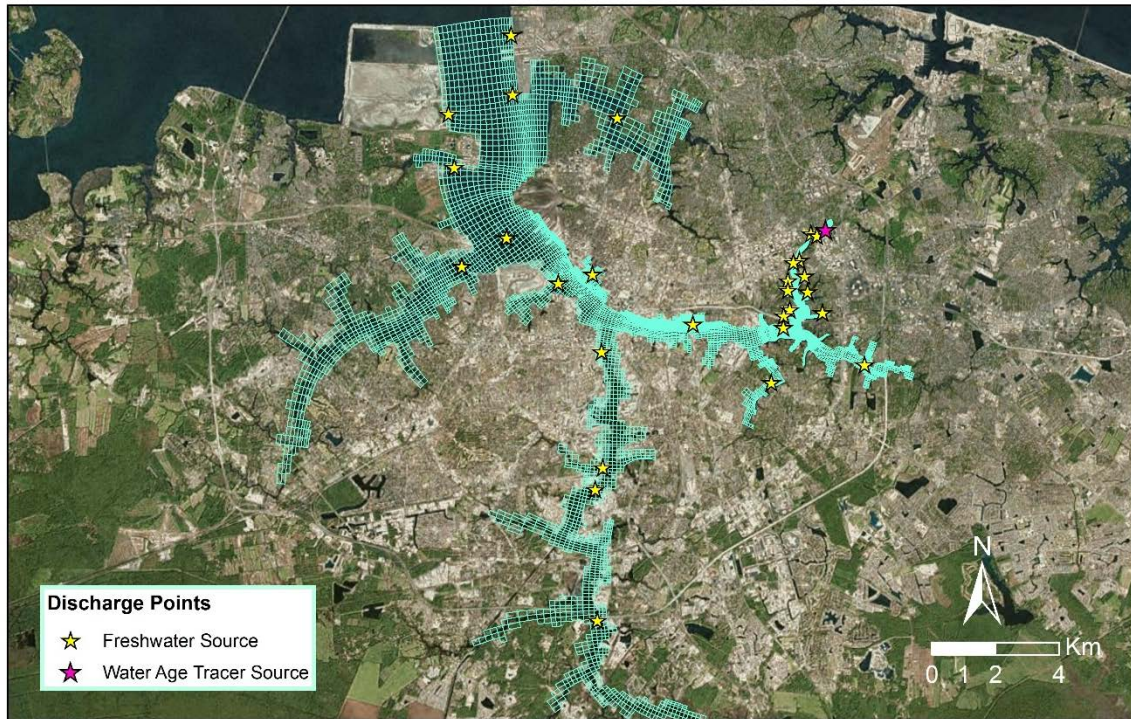 Discharge Points
Freshwater Source
Water Age Tracer Source
N
Km
0 1 2 4